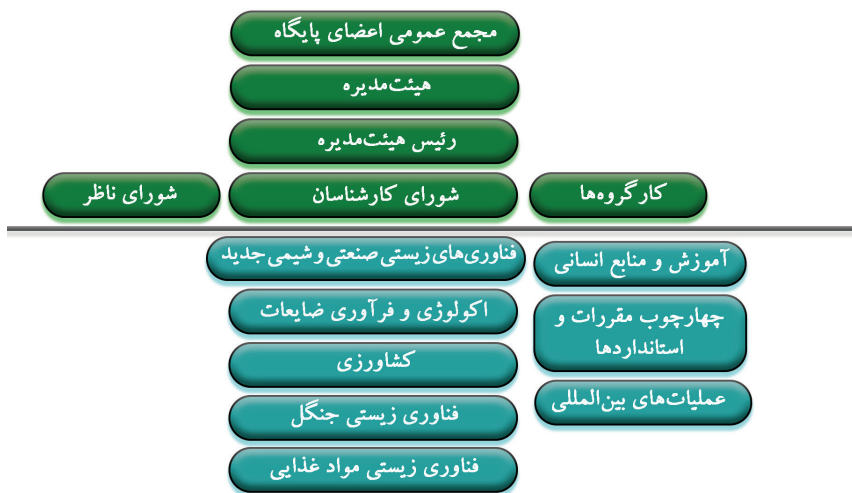 مجمع عمومی اعضای پایگاه
هیئت‌مدیره
رئیس هیئت‌مدیره
کارگروه‌ها
شورای کارشناسان
شورای ناظر
آموزش و منابع انسانی
چهارچوب مقررات و
استانداردها
عملیات‌های بین‌المللی
فناوری‌های زیستی صنعتی و شیمی جدید
اکولوژی و فرآوری ضایعات
کشاورزی
فناوری زیستی جنگل
فناوری زیستی مواد غذایی